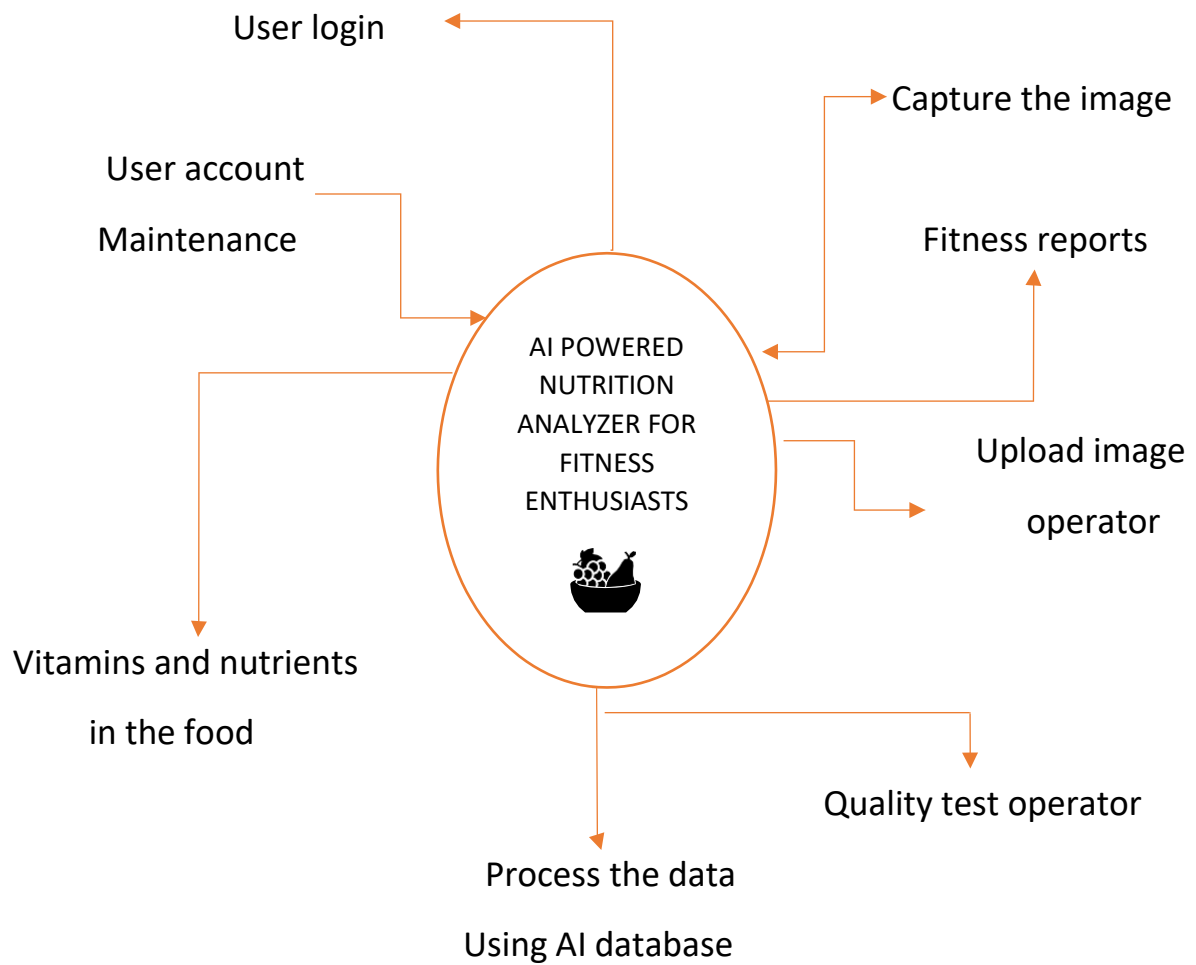 User login
Capture the image
User account
Maintenance
Fitness reports
AI POWERED
NUTRITION
ANALYZER FOR
FITNESS
ENTHUSIASTS
Upload image
operator
Vitamins and nutrients
in the food
Quality test operator
Process the data
Using AI database